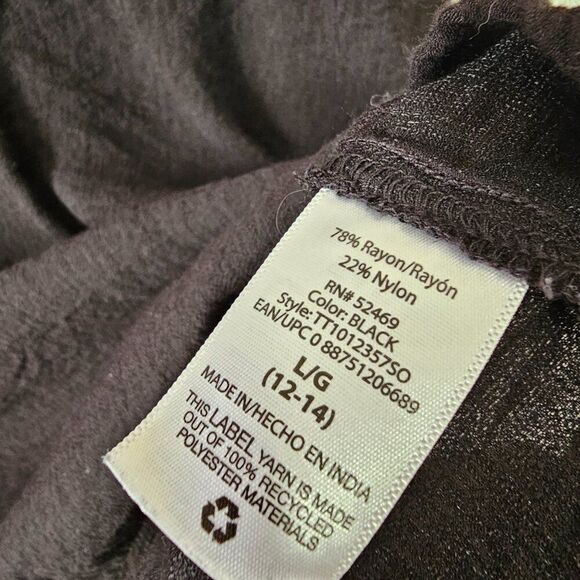 78% Rayon/Rayón
22% Nylon
RN# 52469
Color: BLACK
Style: TT1012357SO
EAN/UPC 0 88751206689
L/G
(12-14)
MADE IN/HECHO EN INDIA
THIS LABEL YARN IS MADE
OUT OF 100% RECYCLED
POLYESTER MATERIALS